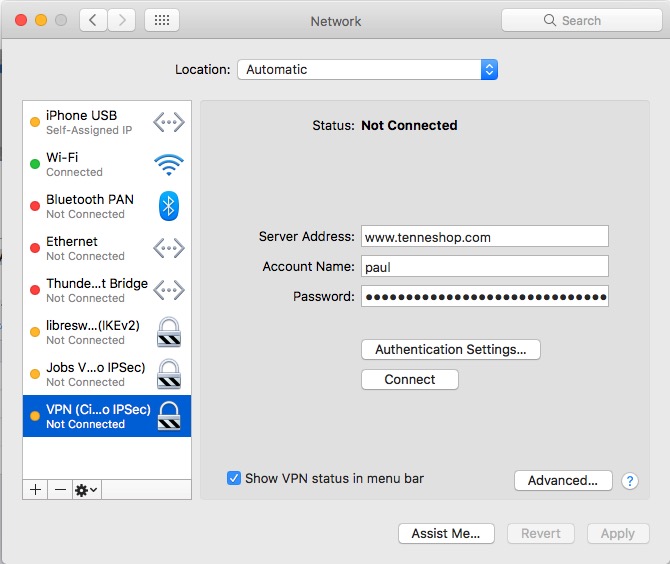 Network
Search
Location: Automatic
iPhone USB
Self-Assigned IP
Wi-Fi
Connected
Bluetooth PAN
Not Connected
Ethernet
Not Connected
Thunde...t Bridge
Not Connected
libresw...(IKEv2)
Not Connected
Jobs V...o IPSec)
Not Connected
VPN (Ci...o IPSec)
Not Connected
Status: Not Connected
Server Address: www.tenneshop.com
Account Name: paul
Password: ••••••••••••••••••••••••••••••
Authentication Settings...
Connect
Show VPN status in menu bar
Advanced...
?
Assist Me...
Revert
Apply